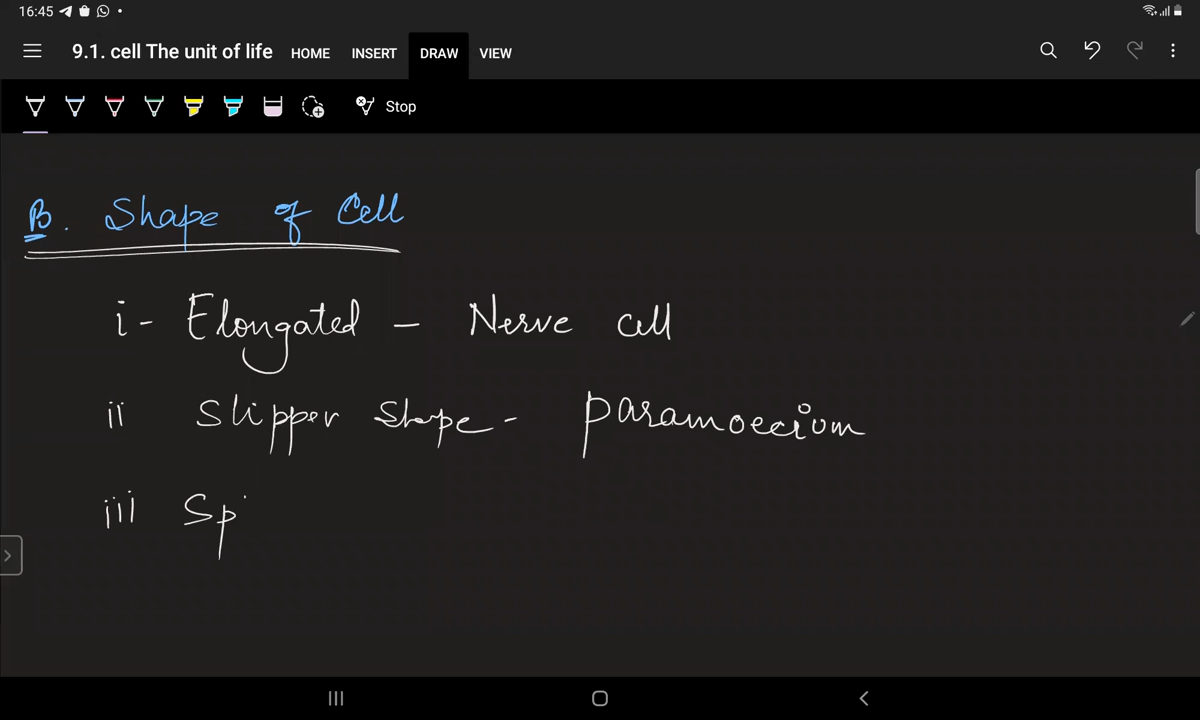 16:45
9.1. cell The unit of life HOME INSERT DRAW VIEW
Stop
B. Shape of Cell
i- Elongated - Nerve cell
ii Slipper shape - Paramoecium
iii Sp